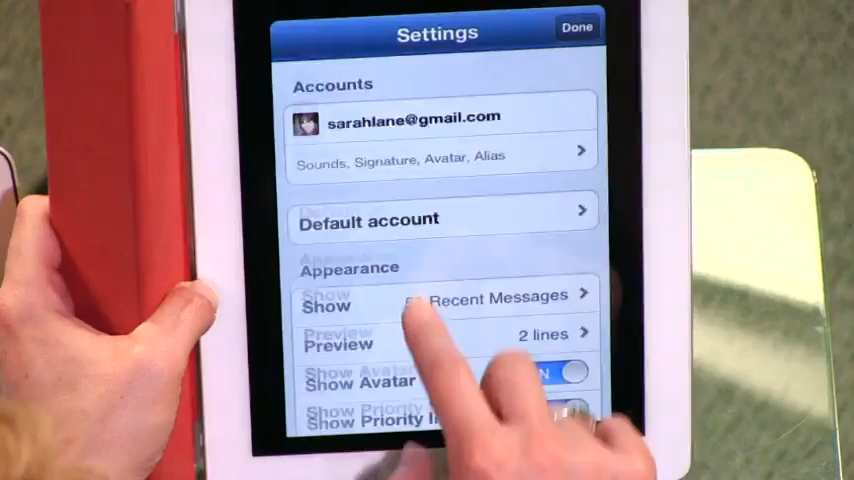 Settings
Done
Accounts
sarahlane@gmail.com
Sounds, Signature, Avatar, Alias
Default account
Appearance
Show Recent Messages
Preview 2 lines
Show Avatar
Show Priority